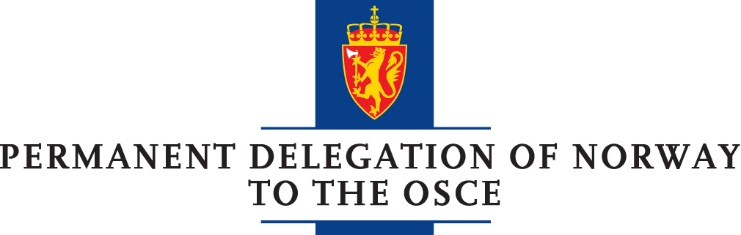 PERMANENT DELEGATION OF NORWAY
TO THE OSCE